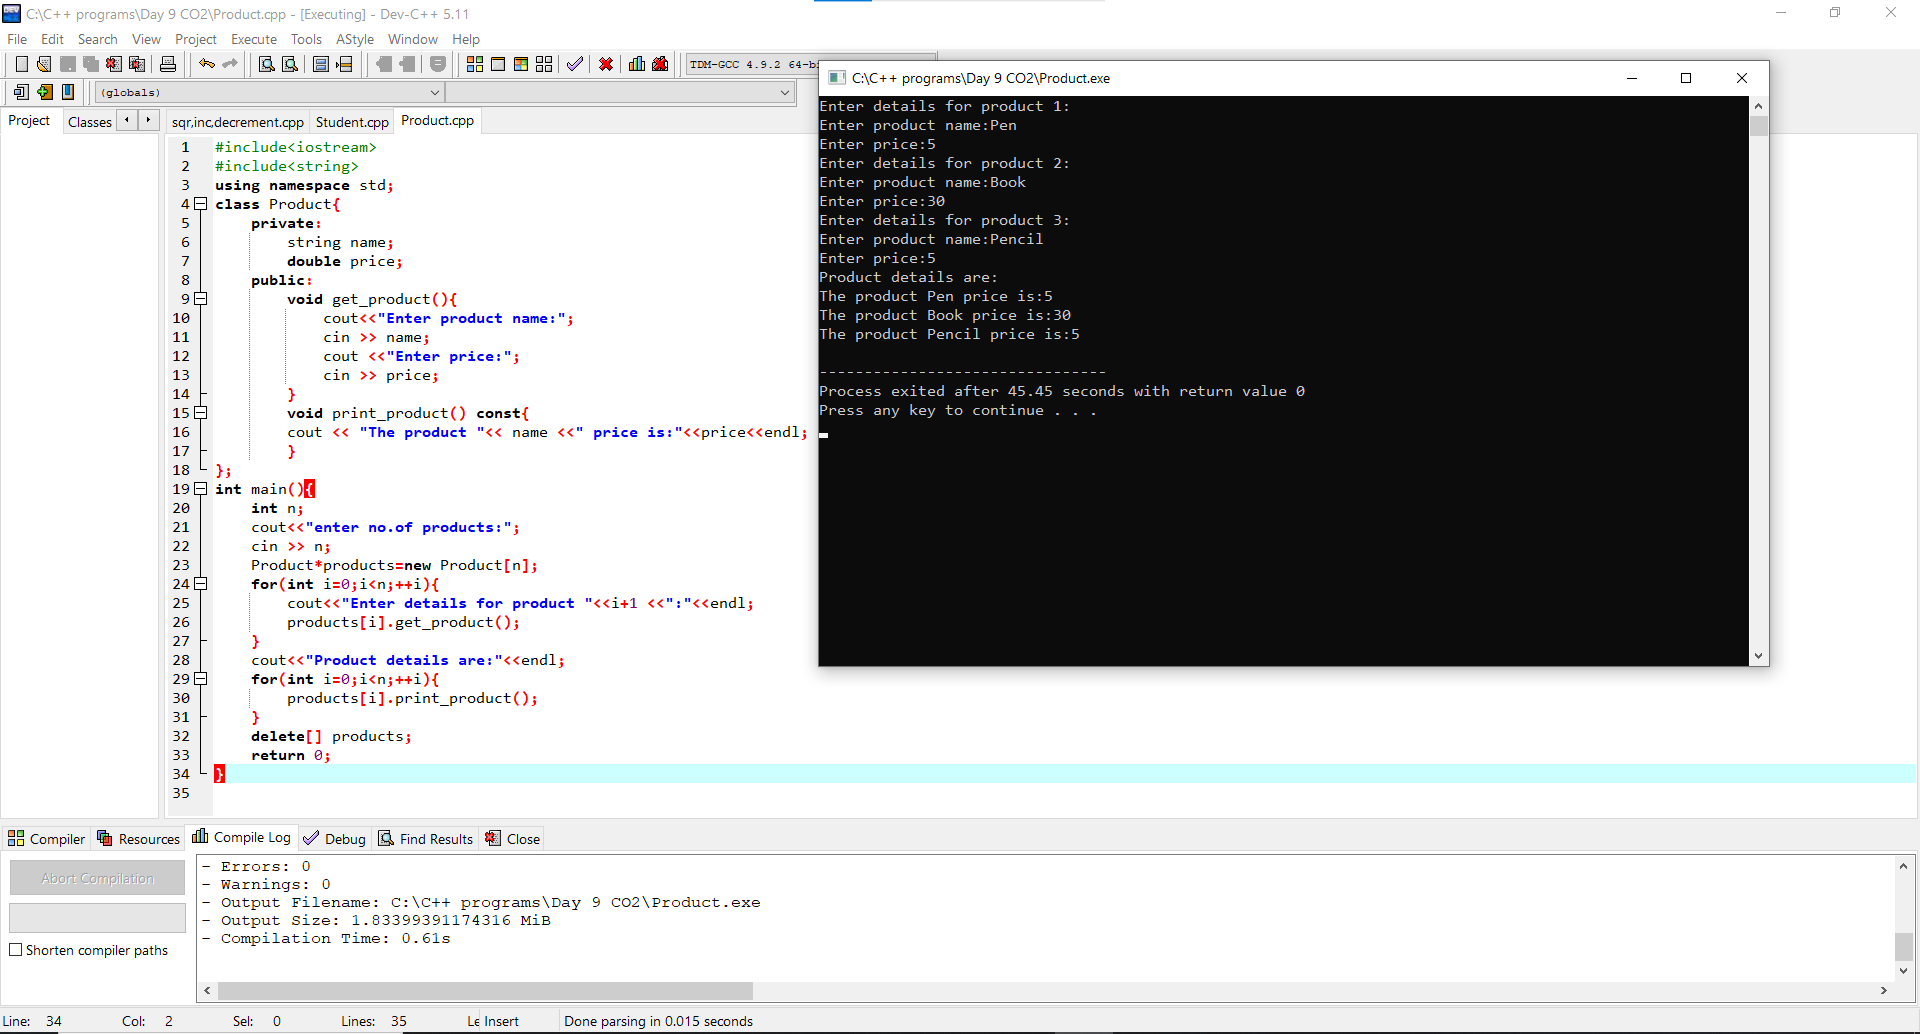 C:\C++ programs\Day 9 CO2\Product.cpp - [Executing] - Dev-C++ 5.11
File Edit Search View Project Execute Tools AStyle Window Help
TDM-GCC 4.9.2 64-bi
(globals)
Project Classes sqr,inc,decrement.cpp Student.cpp Product.cpp
1 #include<iostream>
2 #include<string>
3 using namespace std;
4 class Product{
5 private:
6 string name;
7 double price;
8 public:
9 void get_product(){
10 cout<<"Enter product name:";
11 cin >> name;
12 cout <<"Enter price:";
13 cin >> price;
14 }
15 void print_product() const{
16 cout << "The product "<< name <<" price is:"<<price<<endl;
17 }
18 };
19 int main(){
20 int n;
21 cout<<"enter no.of products:";
22 cin >> n;
23 Product*products=new Product[n];
24 for(int i=0;i<n;++i){
25 cout<<"Enter details for product "<<i+1 <<":"<<endl;
26 products[i].get_product();
27 }
28 cout<<"Product details are:"<<endl;
29 for(int i=0;i<n;++i){
30 products[i].print_product();
31 }
32 delete[] products;
33 return 0;
34 }
35
C:\C++ programs\Day 9 CO2\Product.exe
Enter details for product 1:
Enter product name:Pen
Enter price:5
Enter details for product 2:
Enter product name:Book
Enter price:30
Enter details for product 3:
Enter product name:Pencil
Enter price:5
Product details are:
The product Pen price is:5
The product Book price is:30
The product Pencil price is:5
--------------------------------
Process exited after 45.45 seconds with return value 0
Press any key to continue . . .
Compiler Resources Compile Log Debug Find Results Close
Abort Compilation
Shorten compiler paths
- Errors: 0
- Warnings: 0
- Output Filename: C:\C++ programs\Day 9 CO2\Product.exe
- Output Size: 1.83399391174316 MiB
- Compilation Time: 0.61s
Line: 34 Col: 2 Sel: 0 Lines: 35 Le Insert Done parsing in 0.015 seconds